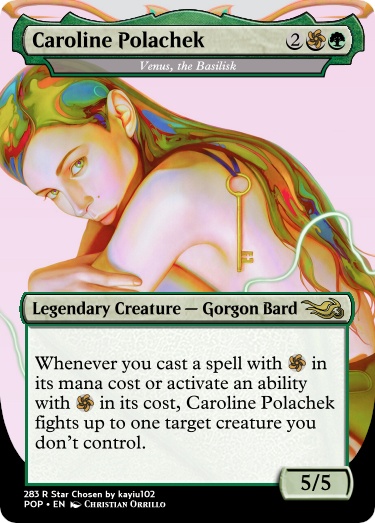 Caroline Polachek 2
Venus, the Basilisk
Legendary Creature — Gorgon Bard
Whenever you cast a spell with in
its mana cost or activate an ability
with in its cost, Caroline Polachek
fights up to one target creature you
don't control.
5/5
283 R Star Chosen by kayiu102
POP • EN Christian Orrillo